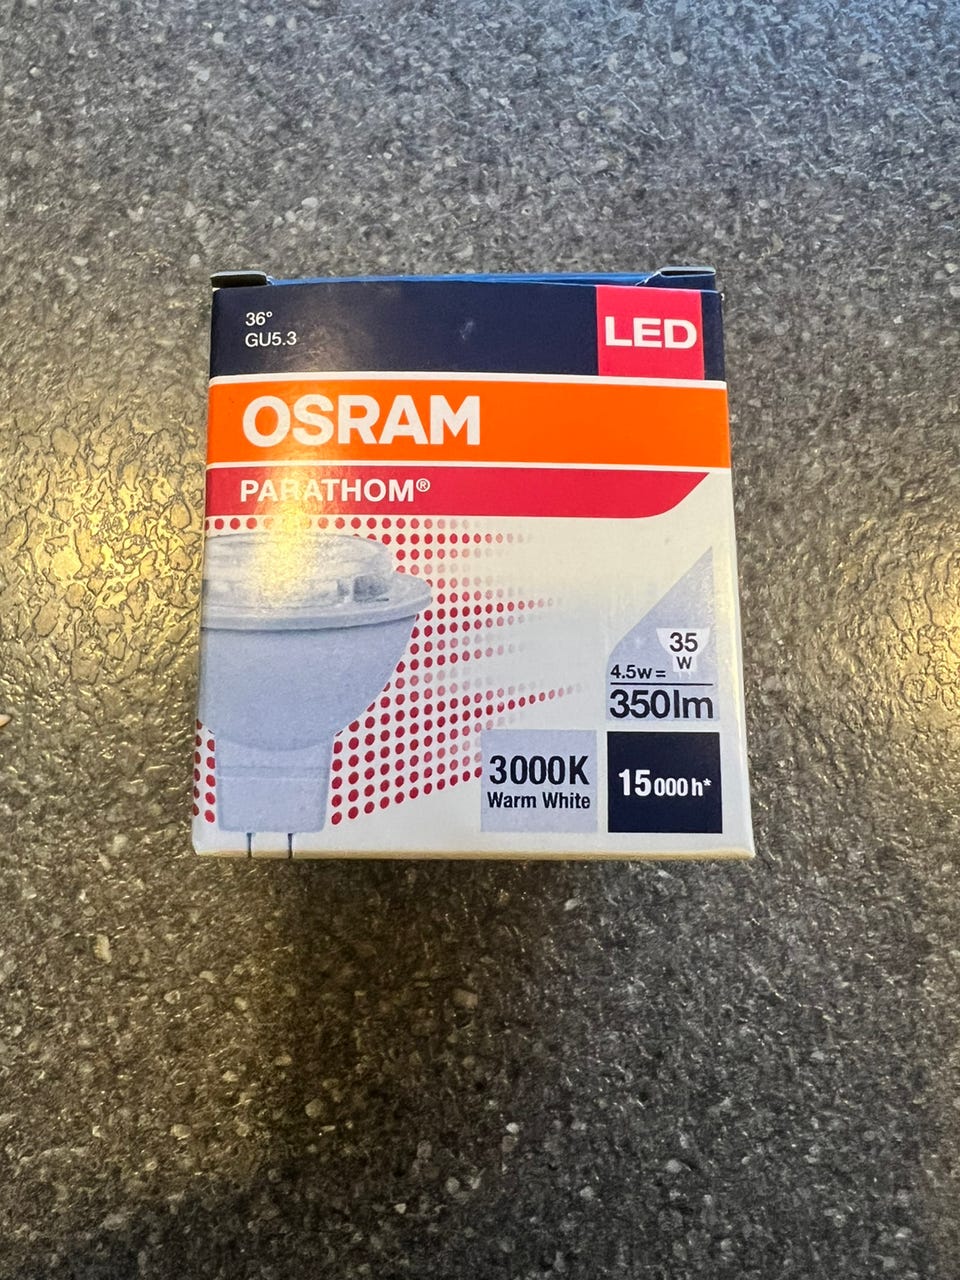 36°
GU5.3
LED
OSRAM
PARATHOM®
35
W
4.5w=
350lm
3000K
Warm White
15000h*